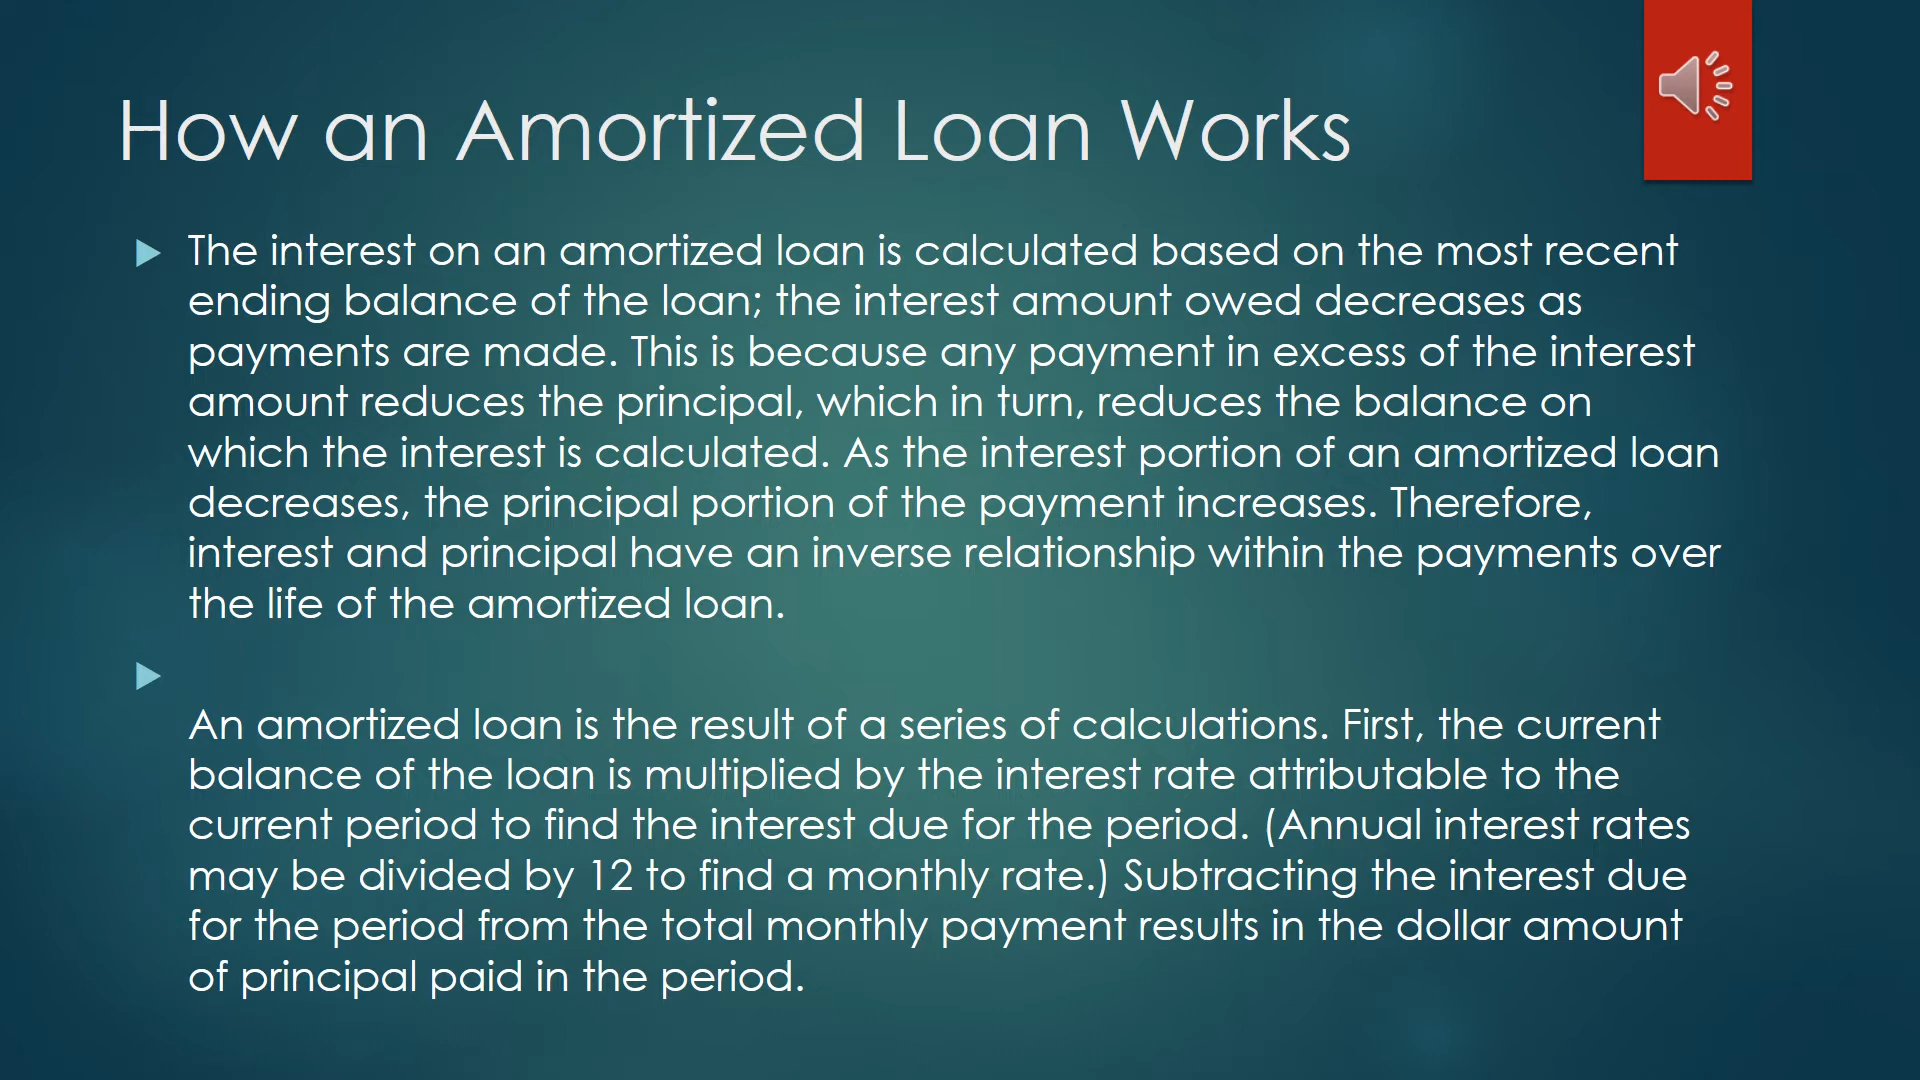 How an Amortized Loan Works
The interest on an amortized loan is calculated based on the most recent
ending balance of the loan; the interest amount owed decreases as
payments are made. This is because any payment in excess of the interest
amount reduces the principal, which in turn, reduces the balance on
which the interest is calculated. As the interest portion of an amortized loan
decreases, the principal portion of the payment increases. Therefore,
interest and principal have an inverse relationship within the payments over
the life of the amortized loan.
An amortized loan is the result of a series of calculations. First, the current
balance of the loan is multiplied by the interest rate attributable to the
current period to find the interest due for the period. (Annual interest rates
may be divided by 12 to find a monthly rate.) Subtracting the interest due
for the period from the total monthly payment results in the dollar amount
of principal paid in the period.